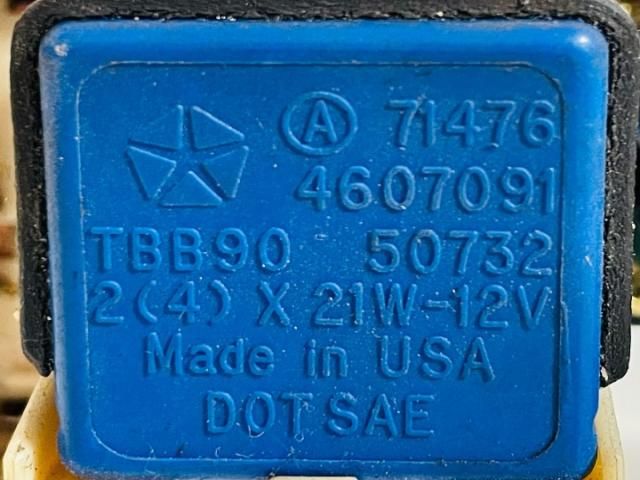 A 71476
4607091
TBB90 50732
2(4) X 21W-12V
Made in USA
DOT SAE